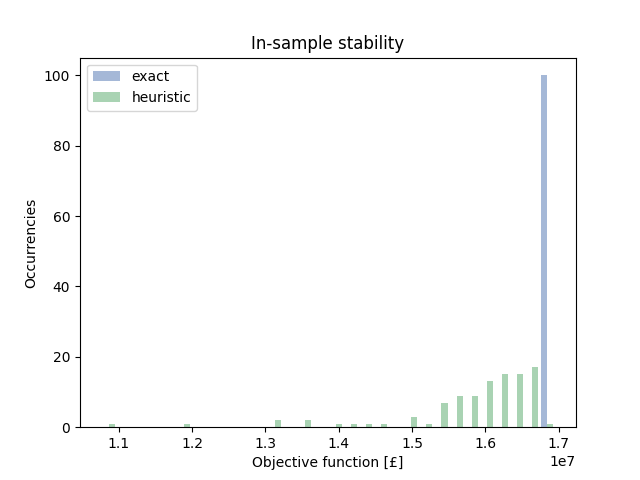 In-sample stability
exact
heuristic
100
80
60
40
20
0
Occurrencies
1.1 1.2 1.3 1.4 1.5 1.6 1.7
1e7
Objective function [£]